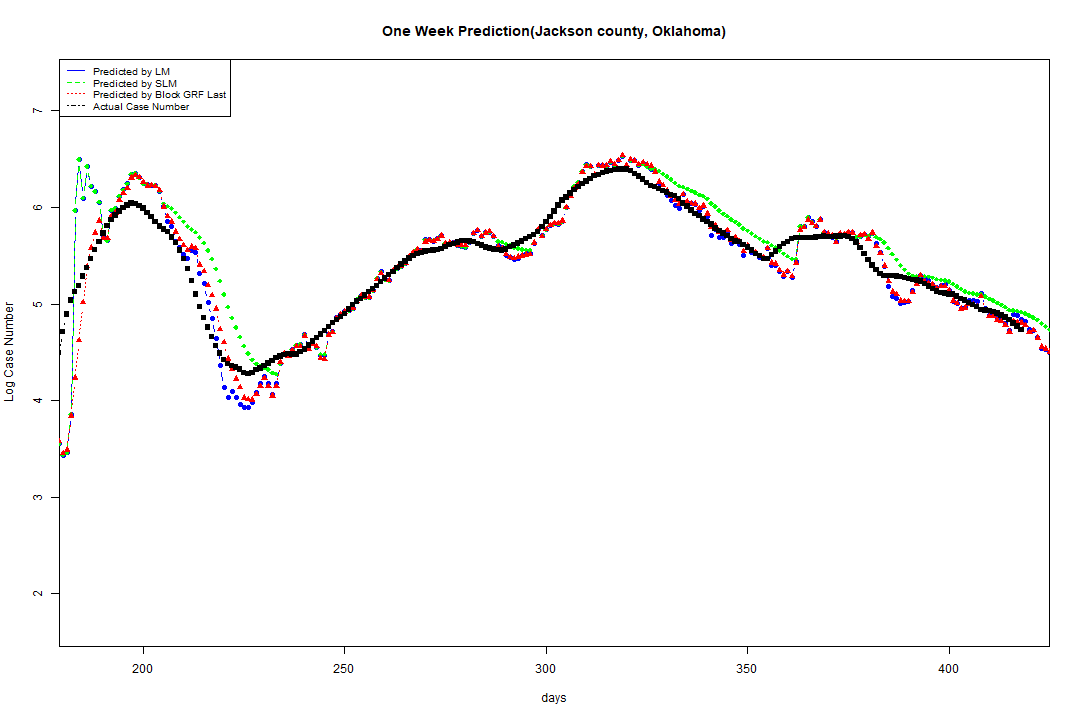 One Week Prediction(Jackson county, Oklahoma)
Predicted by LM
Predicted by SLM
Predicted by Block GRF Last
Actual Case Number
7
6
5
4
3
2
Log Case Number
200 250 300 350 400
days